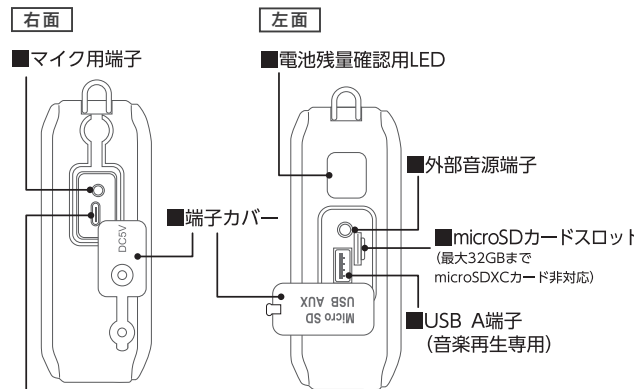 右面
左面
■マイク用端子
■電池残量確認用LED
■外部音源端子
■端子カバー
DC5V
■microSDカードスロット
(最大32GBまで
microSDXCカード非対応)
Micro SD
USB AUX
■USB A端子
(音楽再生専用)